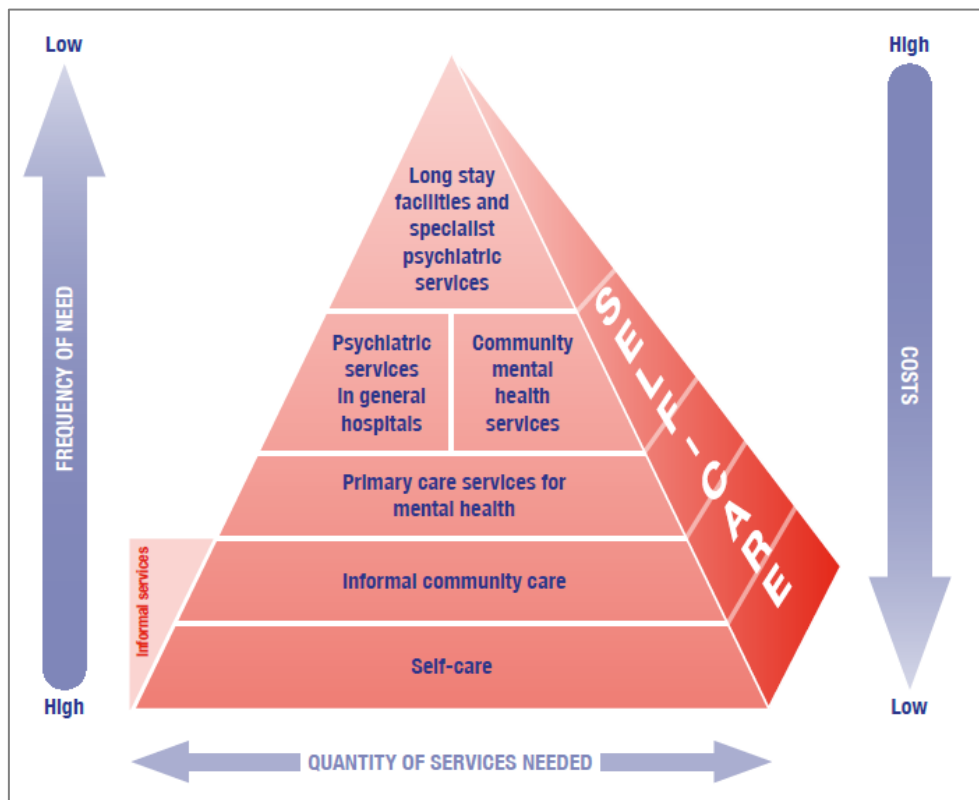 Low
High
FREQUENCY OF NEED
COSTS
Long stay
facilities and
specialist
psychiatric
services
Psychiatric
services
in general
hospitals
Community
mental
health
services
SELF-CARE
Primary care services for
mental health
Informal services
Informal community care
Self-care
High
Low
QUANTITY OF SERVICES NEEDED